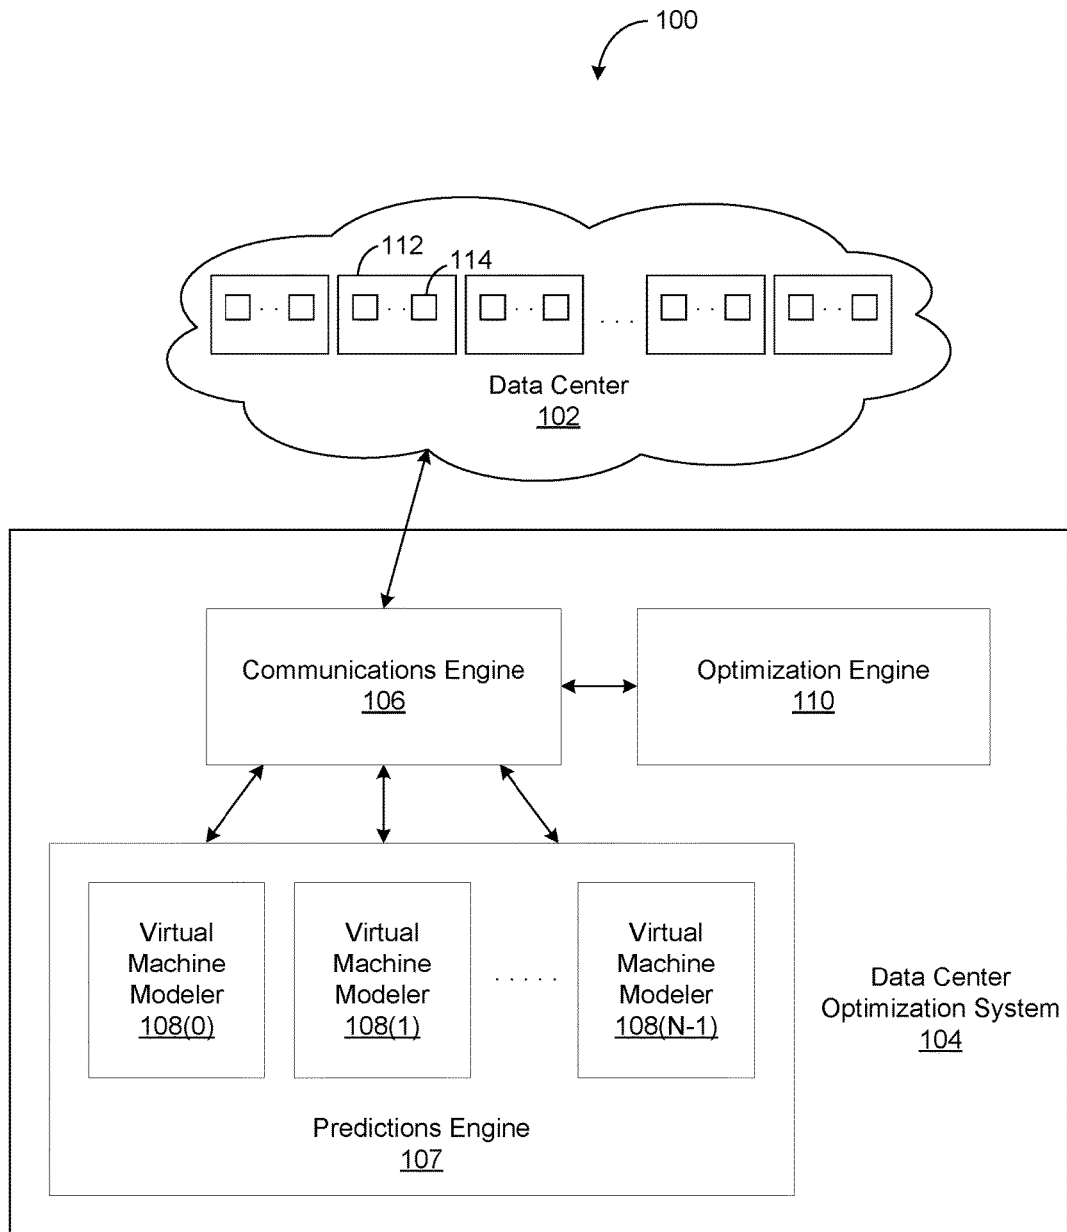 100
112
114
. .
. .
. .
. . .
. .
. .
Data Center
102
Communications Engine
106
Optimization Engine
110
Virtual
Machine
Modeler
108(0)
Virtual
Machine
Modeler
108(1)
. . . . .
Virtual
Machine
Modeler
108(N-1)
Data Center
Optimization System
104
Predictions Engine
107